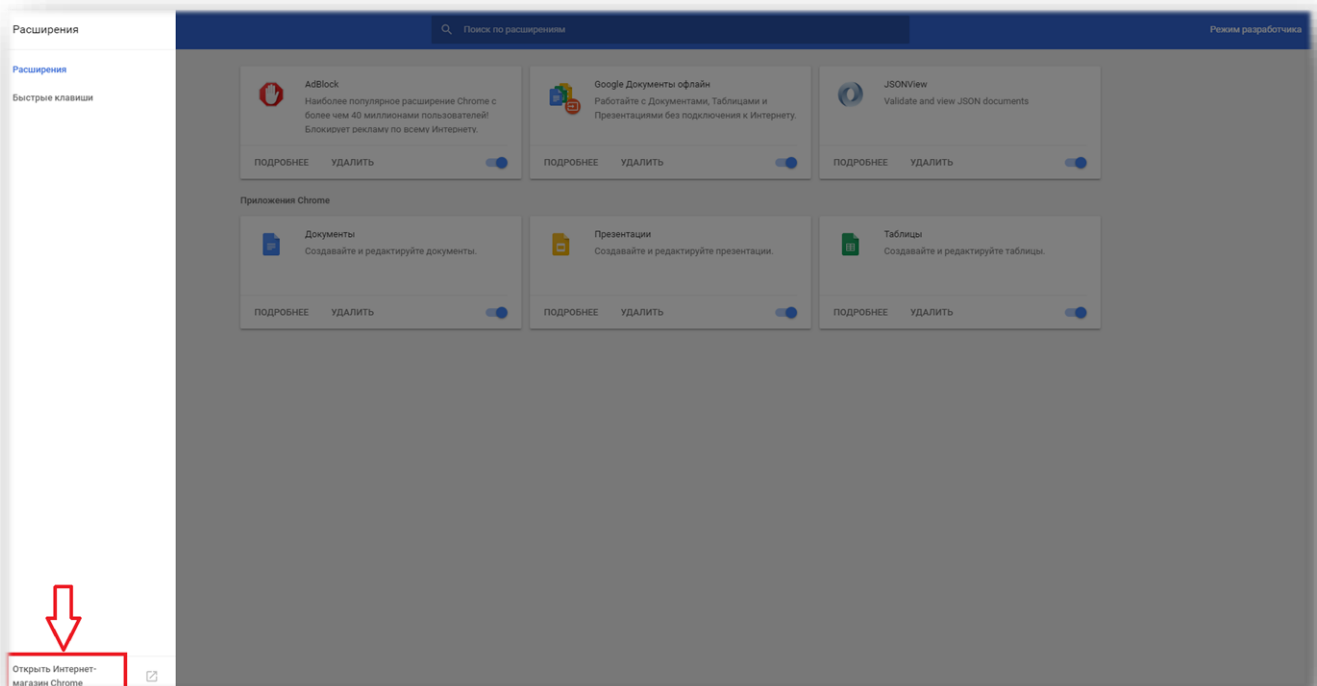 Расширения
Поиск по расширениям
Режим разработчика
Расширения
Быстрые клавиши
AdBlock
Наиболее популярное расширение Chrome с
более чем 40 миллионами пользователей!
Блокирует рекламу по всему Интернету.
ПОДРОБНЕЕ УДАЛИТЬ
Google Документы офлайн
Работайте с Документами, Таблицами и
Презентациями без подключения к Интернету.
ПОДРОБНЕЕ УДАЛИТЬ
JSONView
Validate and view JSON documents
ПОДРОБНЕЕ УДАЛИТЬ
Приложения Chrome
Документы
Создавайте и редактируйте документы.
ПОДРОБНЕЕ УДАЛИТЬ
Презентации
Создавайте и редактируйте презентации.
ПОДРОБНЕЕ УДАЛИТЬ
Таблицы
Создавайте и редактируйте таблицы.
ПОДРОБНЕЕ УДАЛИТЬ
Открыть Интернет-
магазин Chrome